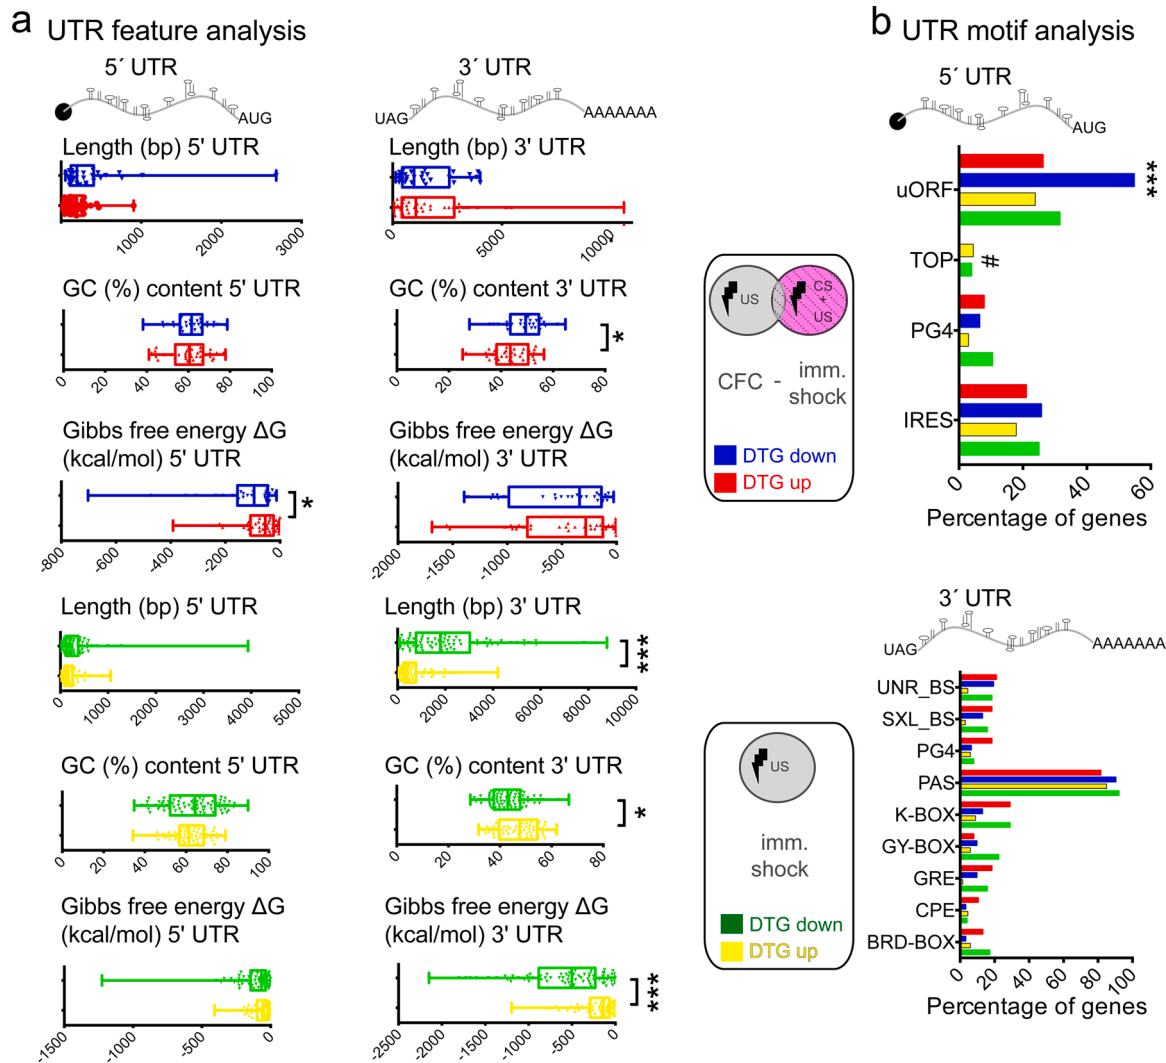 a UTR feature analysis
5´ UTR
AUG
Length (bp) 5' UTR
0 1000 2000 3000
GC (%) content 5' UTR
0 20 40 60 80 100
Gibbs free energy ΔG
(kcal/mol) 5' UTR
*
-800 -600 -400 -200 0
Length (bp) 5' UTR
0 1000 2000 3000 4000 5000
GC (%) content 5' UTR
0 20 40 60 80 100
Gibbs free energy ΔG
(kcal/mol) 5' UTR
-1500 -1000 -500 0
3´ UTR
UAG AAAAAAA
Length (bp) 3' UTR
0 5000 10000
GC (%) content 3' UTR
*
0 20 40 60 80
Gibbs free energy ΔG
(kcal/mol) 3' UTR
-2000 -1500 -1000 -500 0
Length (bp) 3' UTR
***
0 2000 4000 6000 8000 10000
GC (%) content 3' UTR
*
0 20 40 60 80
Gibbs free energy ΔG
(kcal/mol) 3' UTR
***
-2500 -2000 -1500 -1000 -500 0
US CS
+
US
CFC - imm.
shock
DTG down
DTG up
US
imm.
shock
DTG down
DTG up
b UTR motif analysis
5´ UTR
AUG
uORF ***
TOP #
PG4
IRES
0 20 40 60
Percentage of genes
3´ UTR
UAG AAAAAAA
UNR_BS
SXL_BS
PG4
PAS
K-BOX
GY-BOX
GRE
CPE
BRD-BOX
0 20 40 60 80 100
Percentage of genes